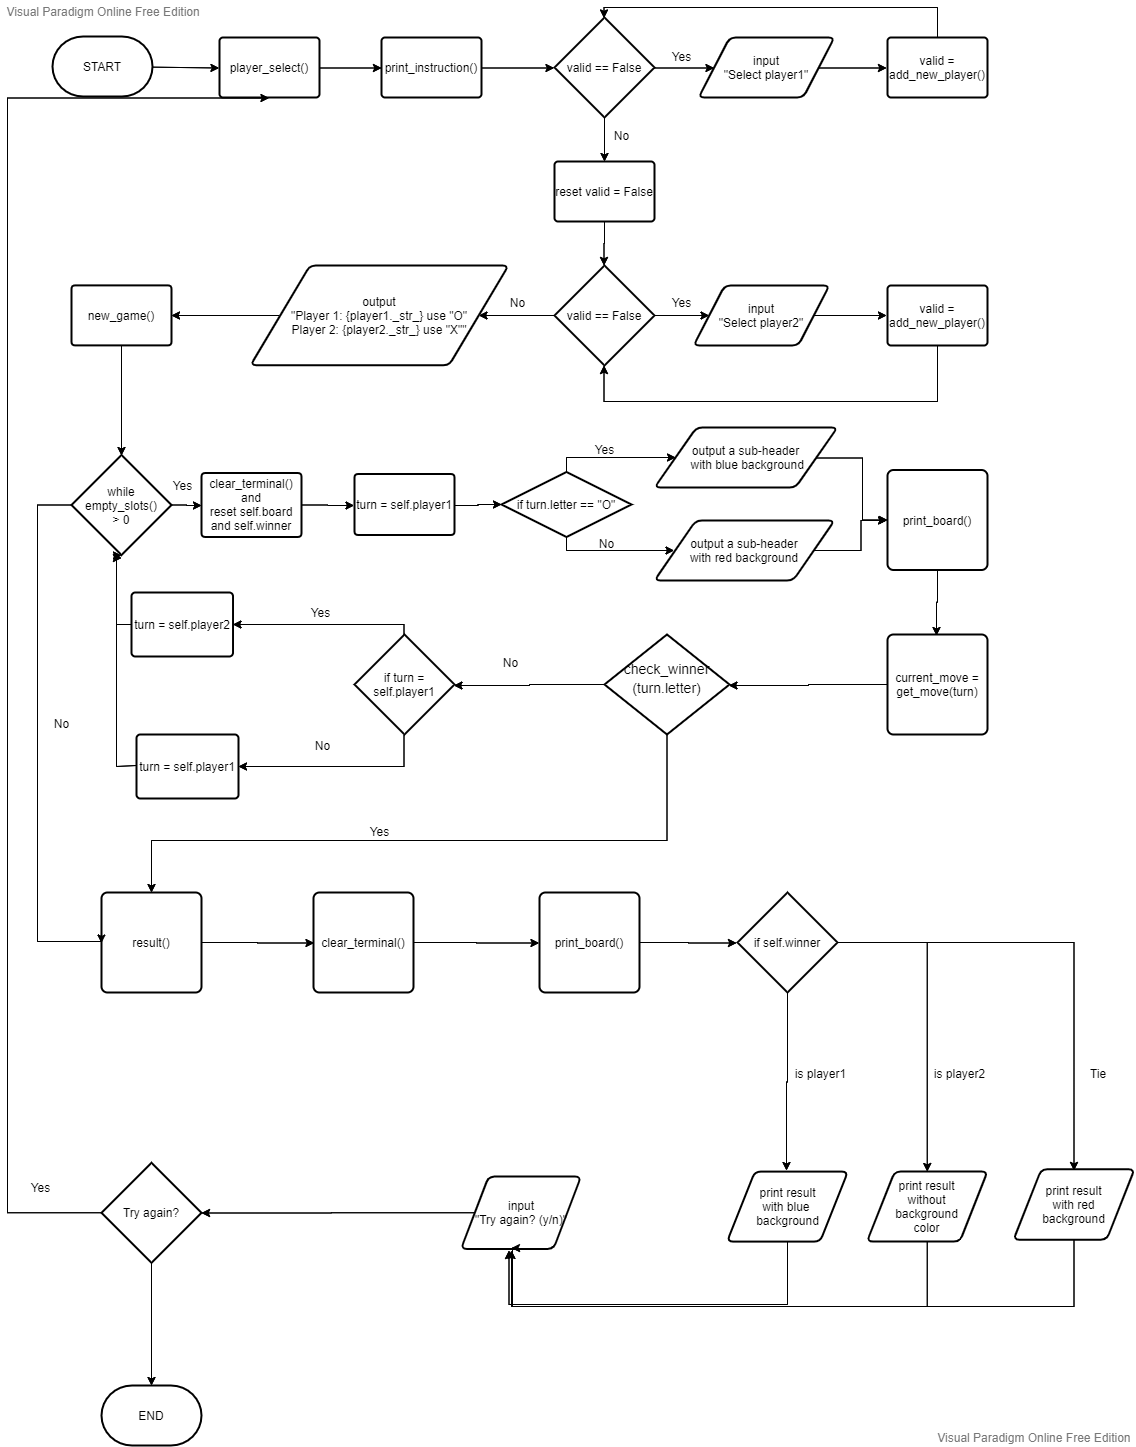 Visual Paradigm Online Free Edition
START
player_select()
print_instruction()
valid == False
Yes
input
"Select player1"
valid =
add_new_player()
No
reset valid = False
new_game()
output
"Player 1: {player1._str_} use "O"
Player 2: {player2._str_} use "X""
No
valid == False
Yes
input
"Select player2"
valid =
add_new_player()
while
empty_slots()
> 0
Yes
clear_terminal()
and
reset self.board
and self.winner
turn = self.player1
if turn.letter == "O"
Yes
output a sub-header
with blue background
No
output a sub-header
with red background
print_board()
turn = self.player2
Yes
if turn =
self.player1
No
check_winner
(turn.letter)
current_move =
get_move(turn)
No
turn = self.player1
No
Yes
result()
clear_terminal()
print_board()
if self.winner
is player1
is player2
Tie
Yes
Try again?
input
"Try again? (y/n)"
print result
with blue
background
print result
without
background
color
print result
with red
background
END
Visual Paradigm Online Free Edition